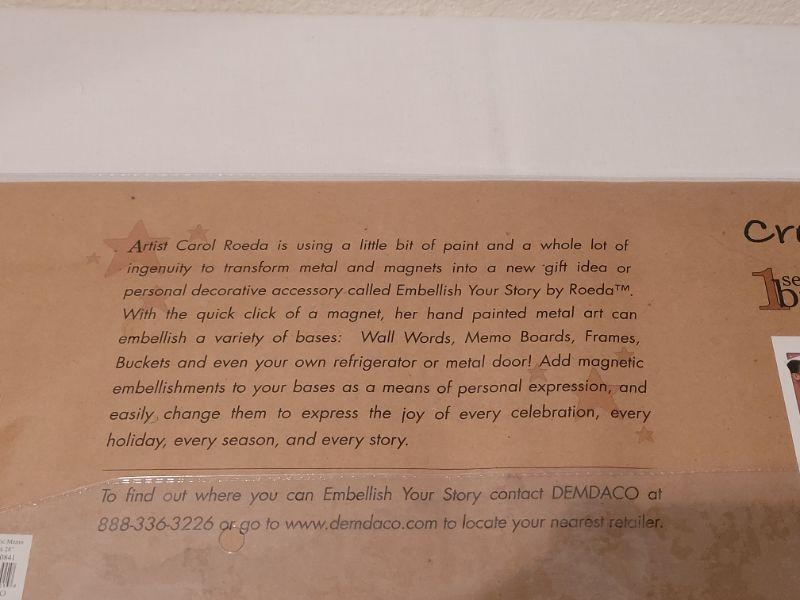 Artist Carol Roeda is using a little bit of paint and a whole lot of
ingenuity to transform metal and magnets into a new gift idea or
personal decorative accessory called Embellish Your Story by Roeda™.
With the quick click of a magnet, her hand painted metal art can
embellish a variety of bases: Wall Words, Memo Boards, Frames,
Buckets and even your own refrigerator or metal door! Add magnetic
embellishments to your bases as a means of personal expression, and
easily change them to express the joy of every celebration, every
holiday, every season, and every story.
To find out where you can Embellish Your Story contact DEMDACO at
888-336-3226 or go to www.demdaco.com to locate your nearest retailer.
Cr
1
se
b
Memo
0841